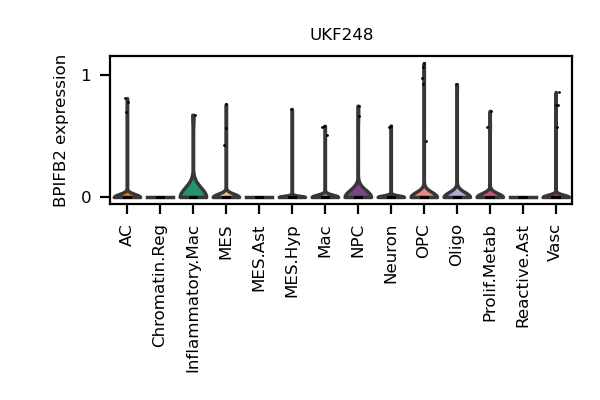 UKF248
BPIFB2 expression
1
0
AC
Chromatin.Reg
Inflammatory.Mac
MES
MES.Ast
MES.Hyp
Mac
NPC
Neuron
OPC
Oligo
Prolif.Metab
Reactive.Ast
Vasc